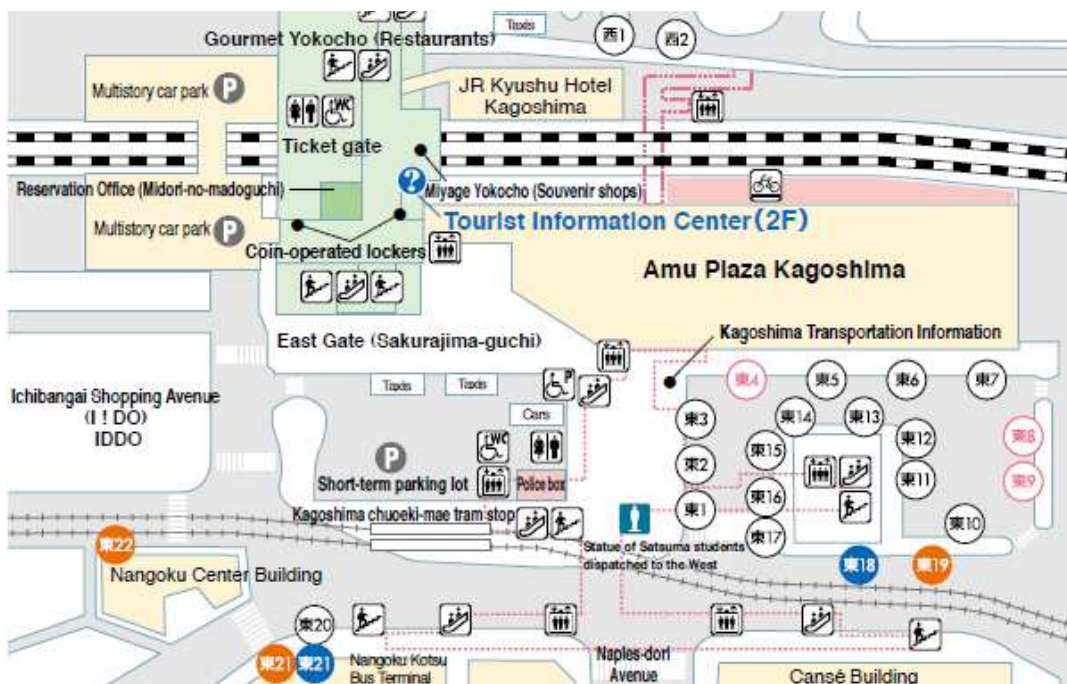 Taxis
西1
西2
Gourmet Yokocho (Restaurants)
JR Kyushu Hotel
Kagoshima
Multistory car park P
WC
Ticket gate
Reservation Office (Midori-no-madoguchi)
?
Miyage Yokocho (Souvenir shops)
Tourist Information Center (2F)
Multistory car park P
Coin-operated lockers
Amu Plaza Kagoshima
East Gate (Sakurajima-guchi)
Kagoshima Transportation Information
Ichibangai Shopping Avenue
(I!DO)
IDDO
Taxis
Taxis
P
Cars
東4
東5
東6
東7
東3
東14
東13
東8
東15
東12
東2
東9
東11
東16
東1
東17
東10
WC
P
Short-term parking lot
Police box
Kagoshima chuoeki-mae tram stop
Statue of Satsuma students
dispatched to the West
東18
東19
東22
Nangoku Center Building
東20
東21
東21
Nangoku Kotsu
Bus Terminal
Naples-dori
Avenue
Cansé Building